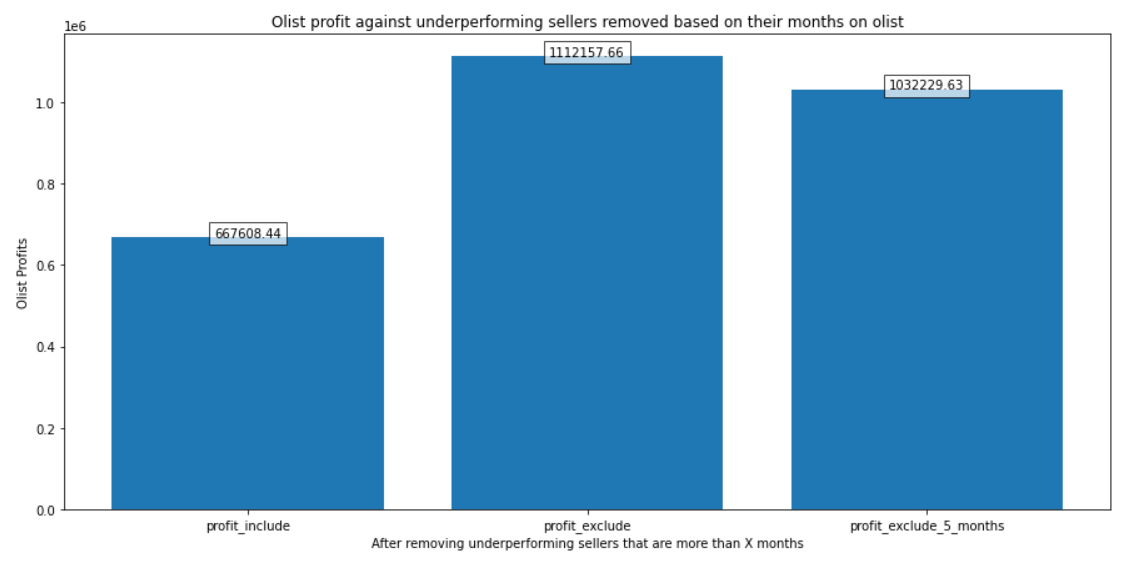 Olist profit against underperforming sellers removed based on their months on olist
1e6
1112157.66
1032229.63
667608.44
1.0
0.8
0.6
0.4
0.2
0.0
Olist Profits
profit_include
profit_exclude
profit_exclude_5_months
After removing underperforming sellers that are more than X months